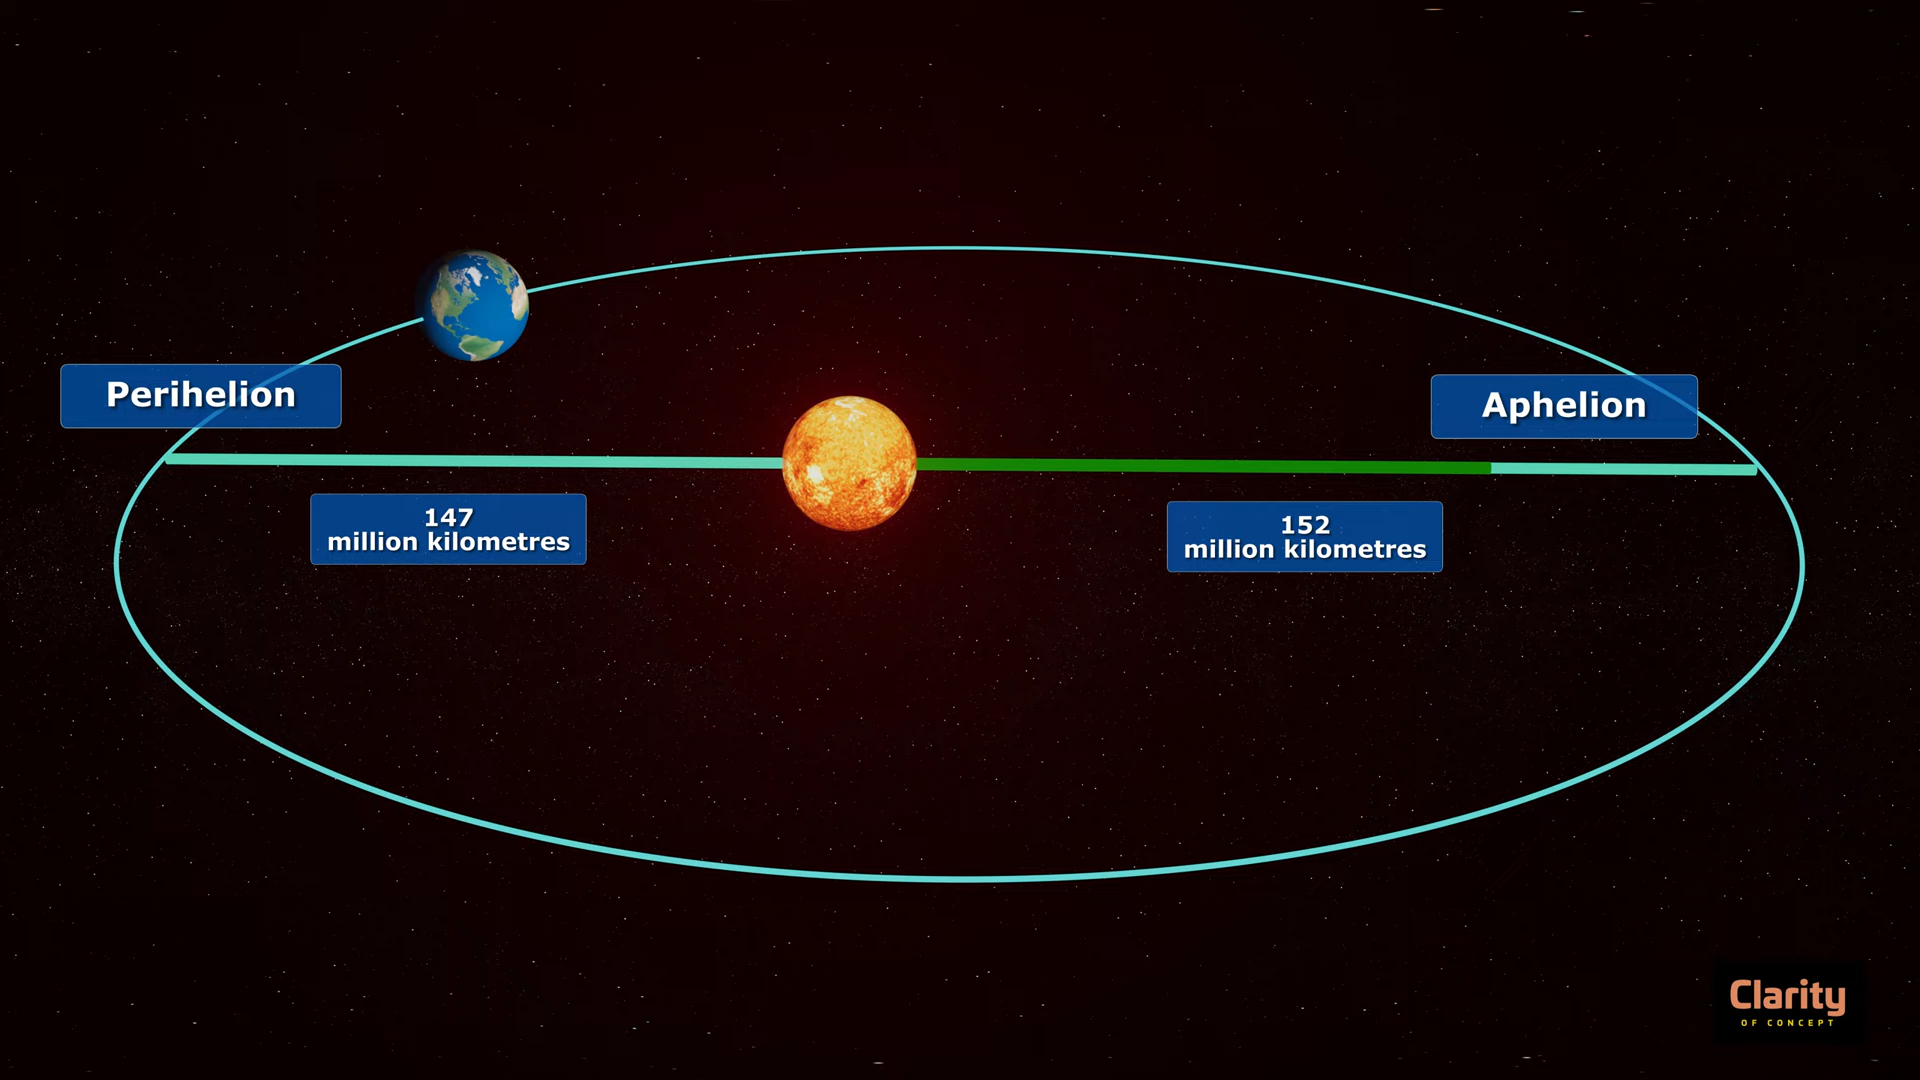 Perihelion
Aphelion
147
million kilometres
152
million kilometres
Clarity
OF CONCEPT